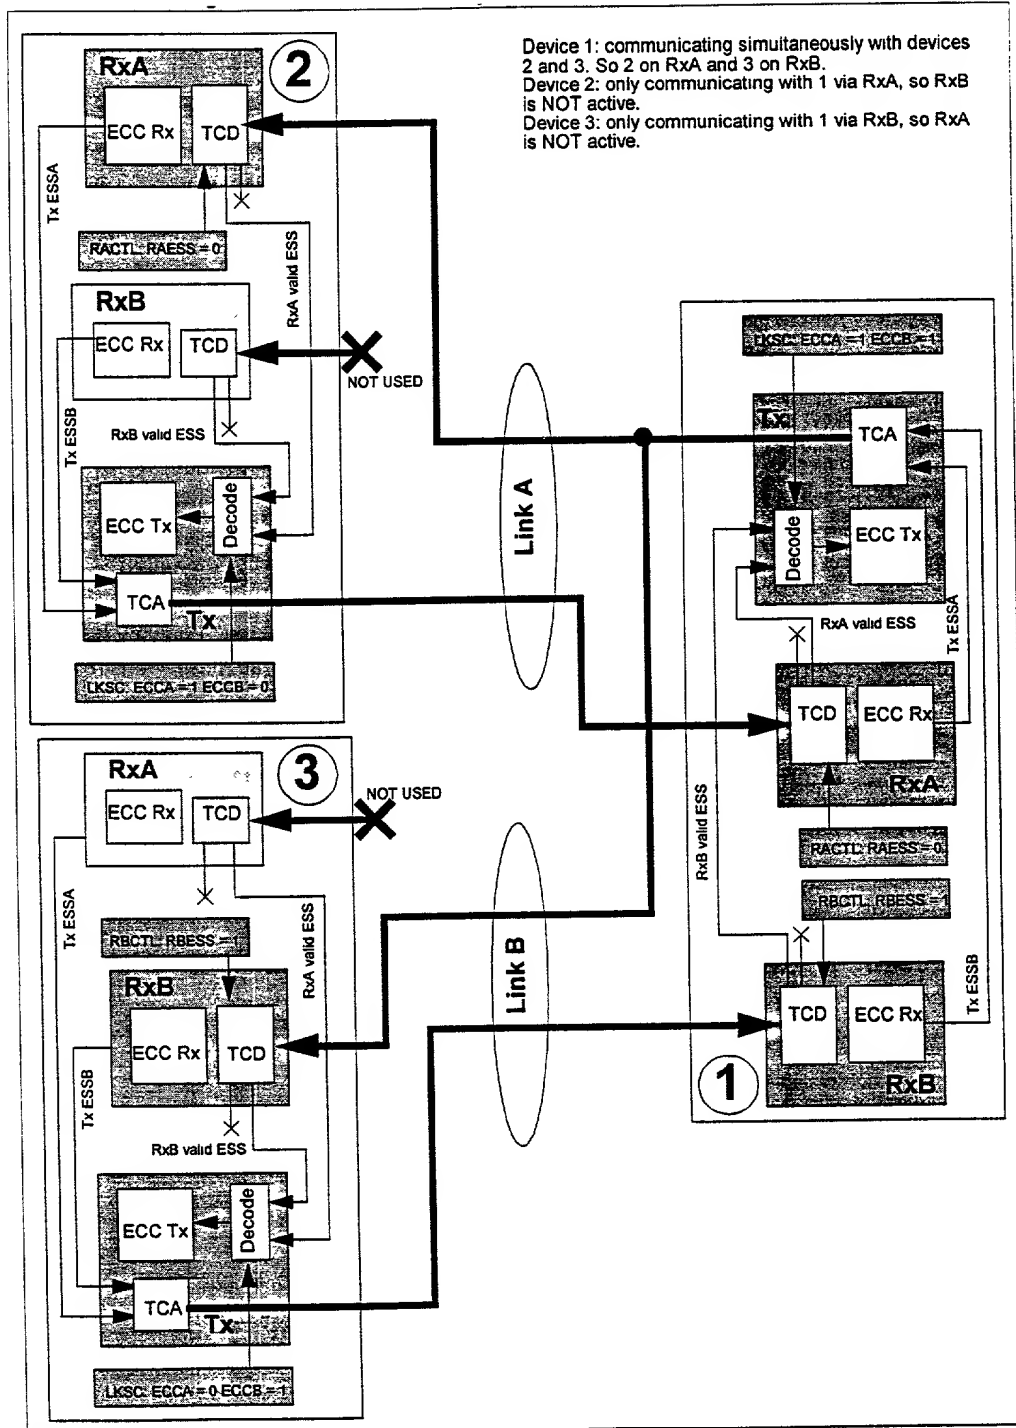 Device 1: communicating simultaneously with devices
2 and 3. So 2 on RxA and 3 on RxB.
Device 2: only communicating with 1 via RxA, so RxB
is NOT active.
Device 3: only communicating with 1 via RxB, so RxA
is NOT active.
RxA
2
ECC Rx
TCD
Tx ESSA
RACTL: RAESS = 0
RxA valid ESS
RxB
ECC Rx
TCD
NOT USED
Tx ESSB
RxB valid ESS
ECC Tx
Decode
TCA
Tx
LKSC: ECCA = 1 ECCB = 0
Link A
LKSC: ECCA = 1 ECCB = 1
Tx
TCA
Decode
ECC Tx
RxA valid ESS
Tx ESSA
TCD
ECC Rx
RxA
RxB valid ESS
RACTL: RAESS = 0
RBCTL: RBESS = 1
TCD
ECC Rx
Tx ESSB
1
RxB
RxA
3
NOT USED
ECC Rx
TCD
Tx ESSA
RBCTL: RBESS = 1
RxA valid ESS
RxB
ECC Rx
TCD
Tx ESSB
RxB valid ESS
Link B
ECC Tx
Decode
TCA
Tx
LKSC: ECCA = 0 ECCB = 1